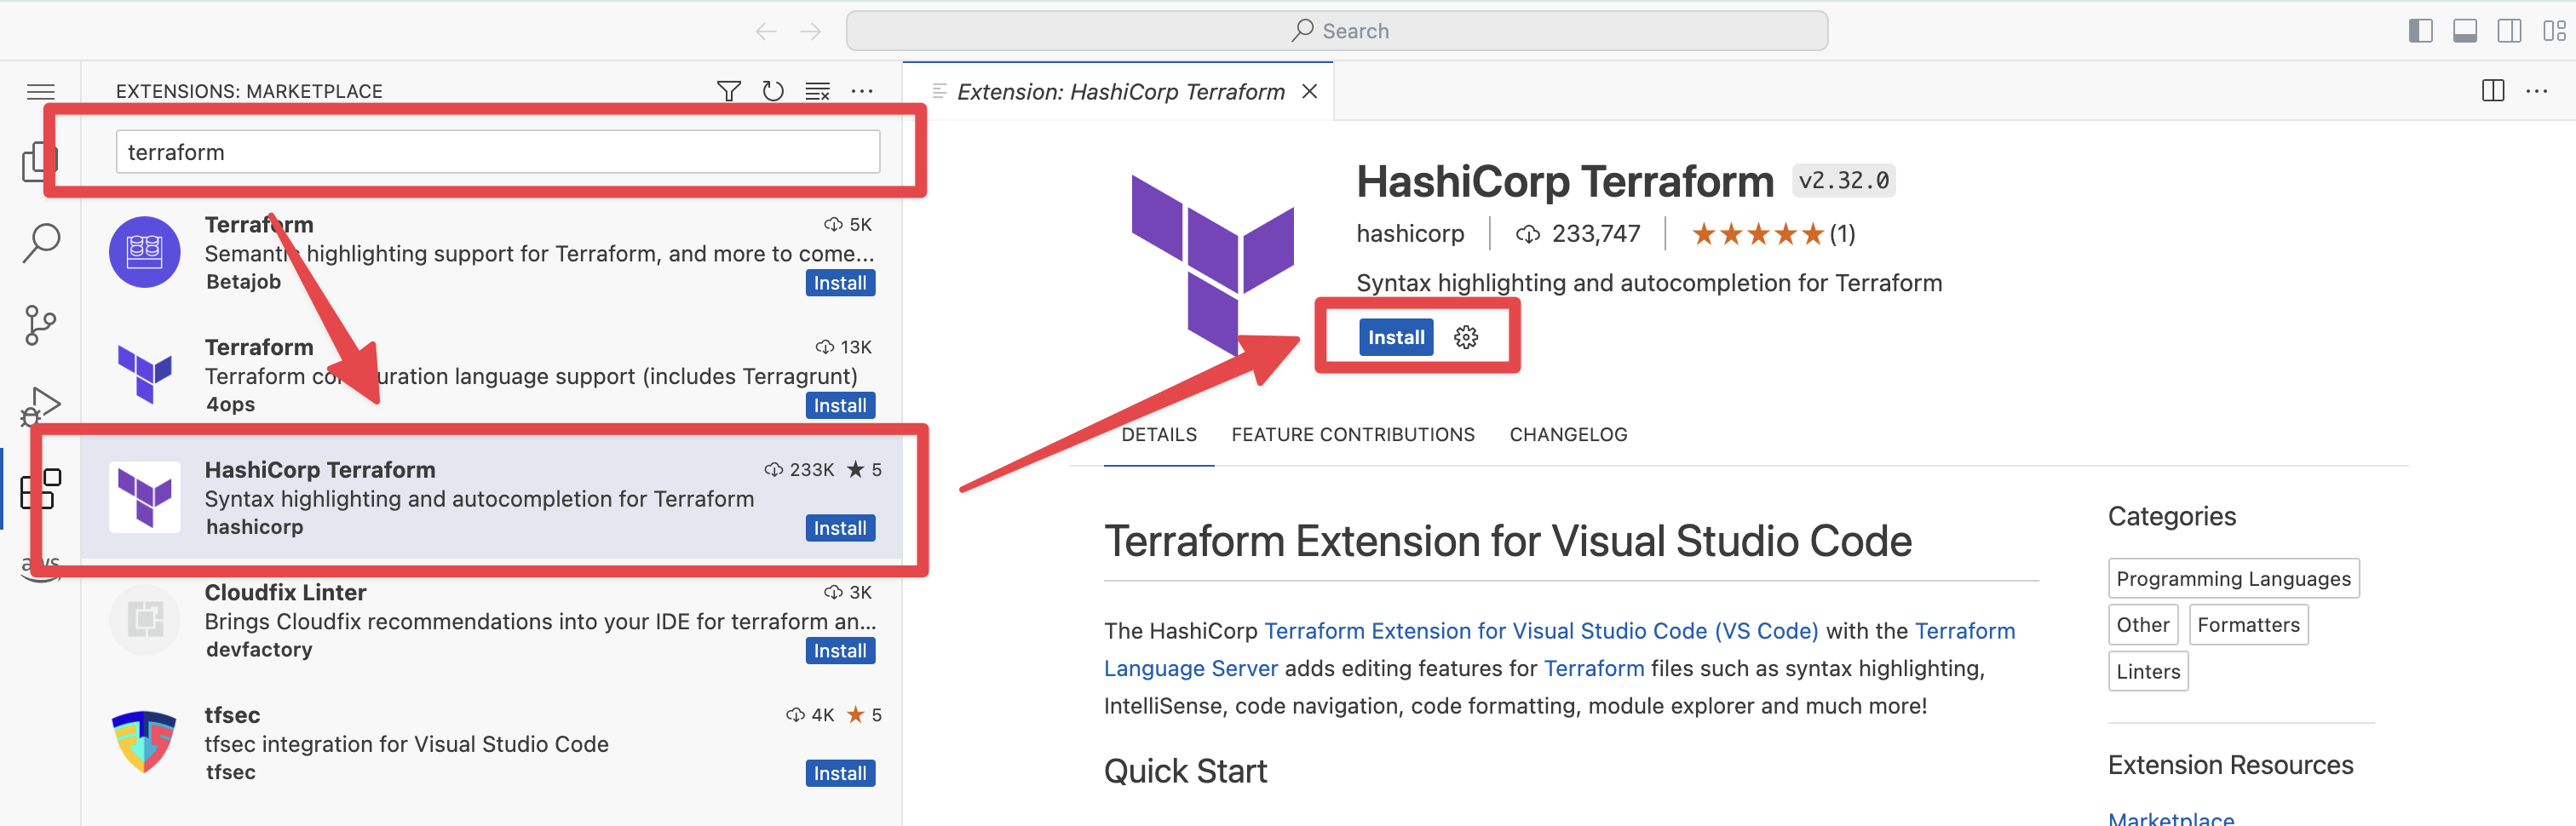 Search
EXTENSIONS: MARKETPLACE
terraform
Terraform
5K
Semantic highlighting support for Terraform, and more to come...
Betajob
Install
Terraform
13K
Terraform configuration language support (includes Terragrunt)
4ops
Install
HashiCorp Terraform
233K ★ 5
Syntax highlighting and autocompletion for Terraform
hashicorp
Install
aws
Cloudfix Linter
3K
Brings Cloudfix recommendations into your IDE for terraform an...
devfactory
Install
tfsec
4K ★ 5
tfsec integration for Visual Studio Code
tfsec
Install
Extension: HashiCorp Terraform
HashiCorp Terraform v2.32.0
hashicorp | 233,747 | ★★★★★(1)
Syntax highlighting and autocompletion for Terraform
Install
DETAILS FEATURE CONTRIBUTIONS CHANGELOG
Terraform Extension for Visual Studio Code
The HashiCorp Terraform Extension for Visual Studio Code (VS Code) with the Terraform
Language Server adds editing features for Terraform files such as syntax highlighting,
IntelliSense, code navigation, code formatting, module explorer and much more!
Quick Start
Categories
Programming Languages
Other Formatters
Linters
Extension Resources
Marketplace